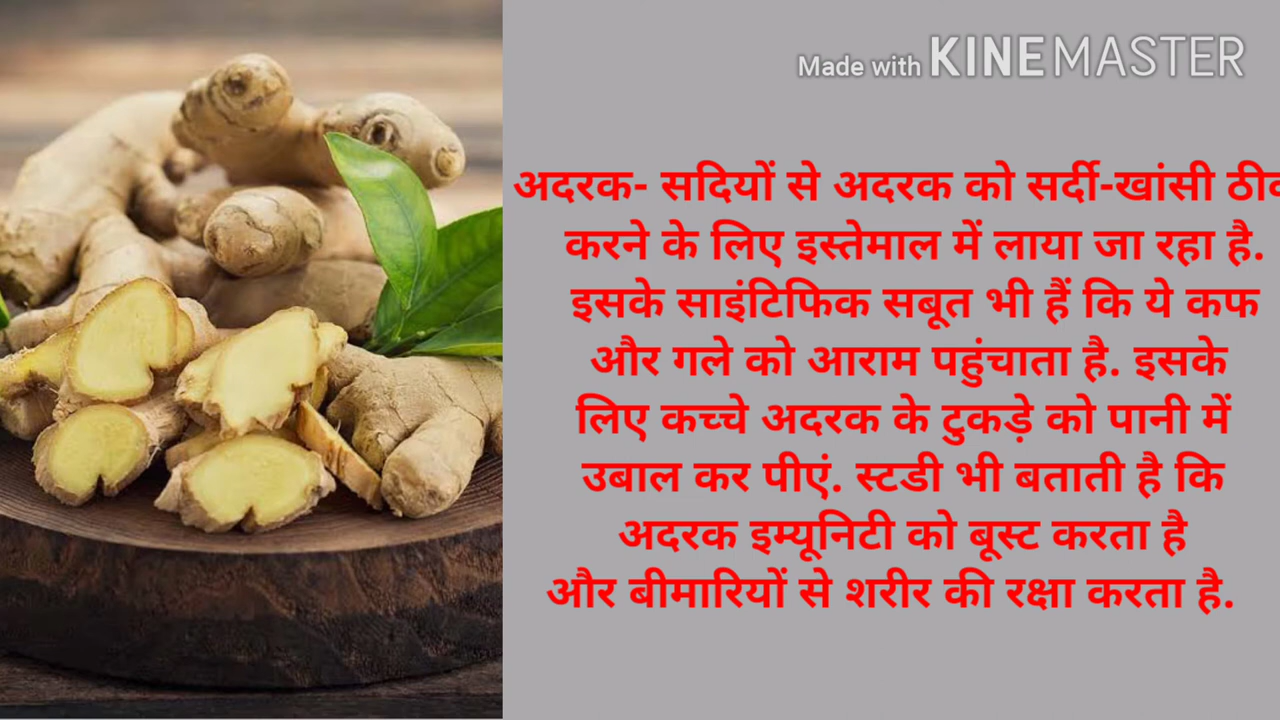 Made with KINEMASTER
अदरक- सदियों से अदरक को सर्दी-खांसी
करने के लिए इस्तेमाल में लाया जा रहा है.
इसके साइंटिफिक सबूत भी हैं कि ये कफ
और गले को आराम पहुंचाता है. इसके
लिए कच्चे अदरक के टुकड़े को पानी में
उबाल कर पीएं. स्टडी भी बताती है कि
अदरक इम्यूनिटी को बूस्ट करता है
और बीमारियों से शरीर की रक्षा करता है.